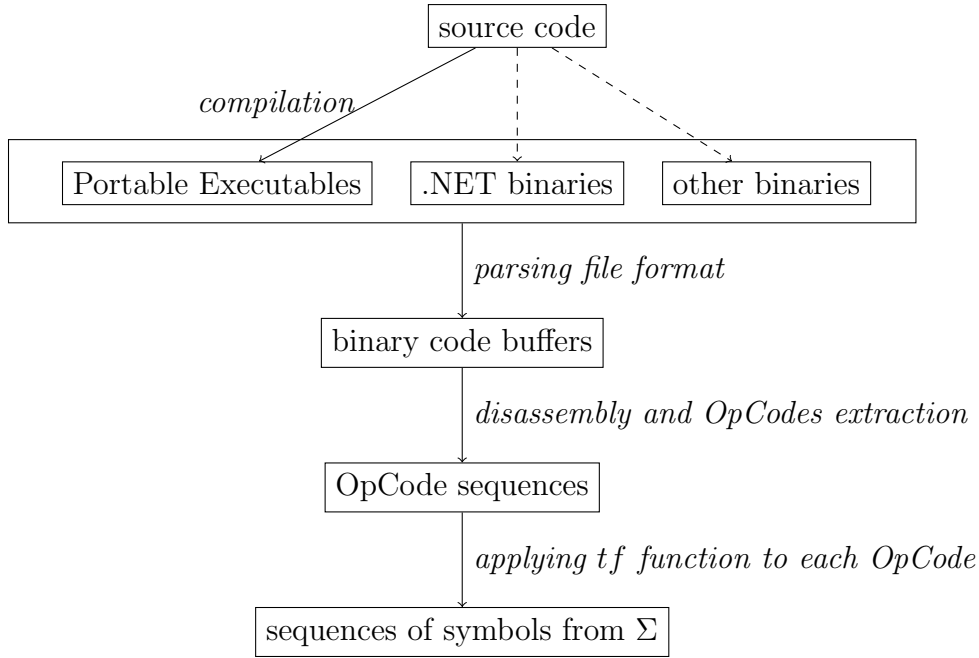 source code
compilation
Portable Executables
.NET binaries
other binaries
parsing file format
binary code buffers
disassembly and OpCodes extraction
OpCode sequences
applying tf function to each OpCode
sequences of symbols from Σ